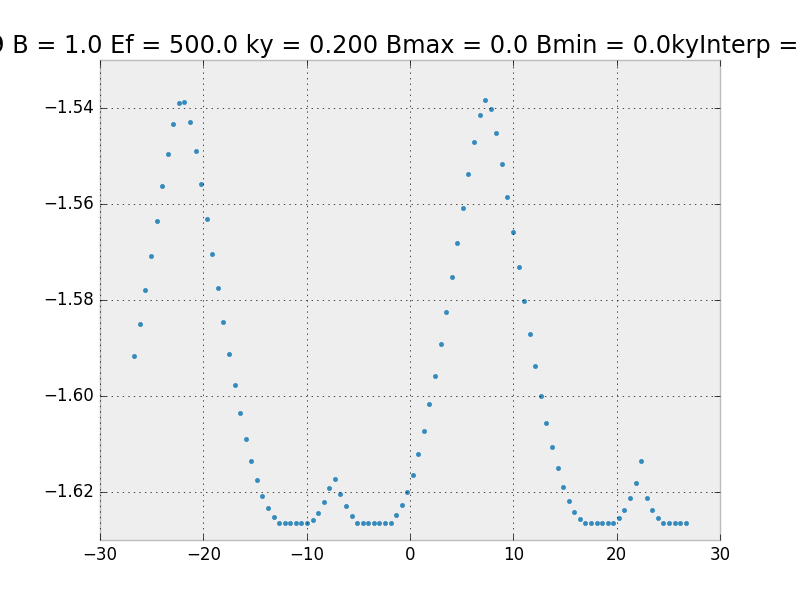 B = 1.0 Ef = 500.0 ky = 0.200 Bmax = 0.0 Bmin = 0.0kyInterp =
−1.54
−1.56
−1.58
−1.60
−1.62
−30 −20 −10 0 10 20 30